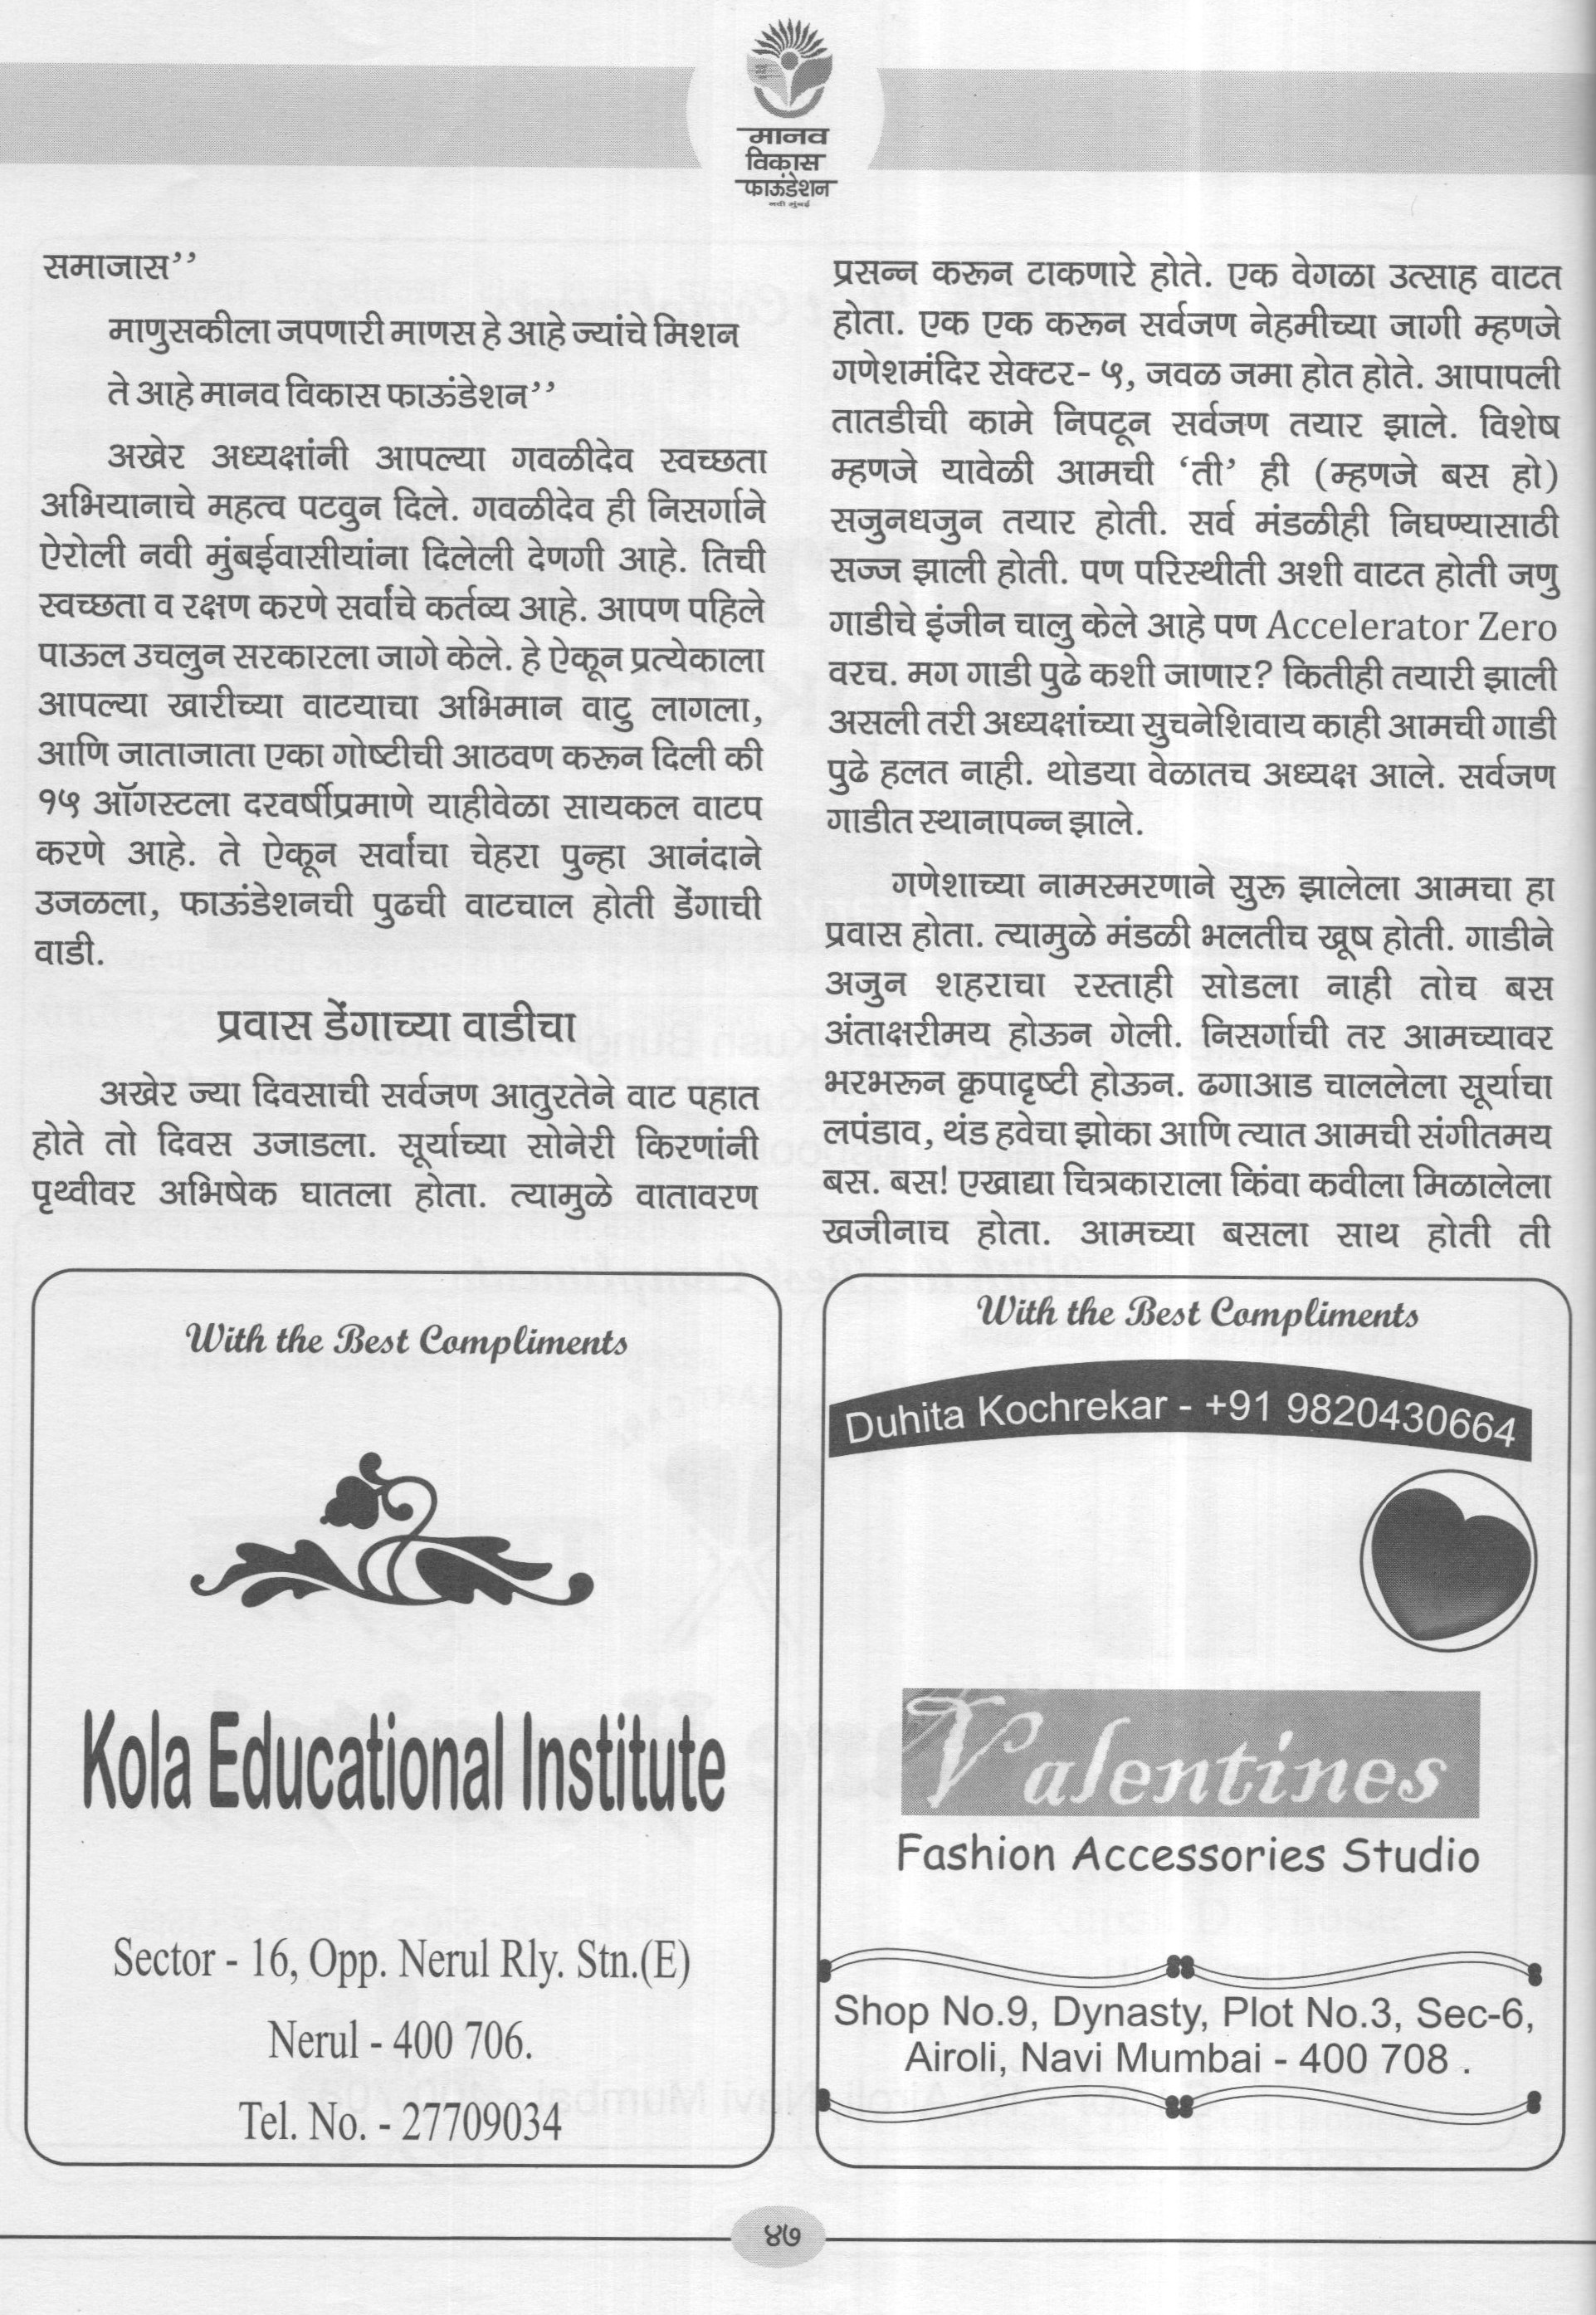 मानव
विकास
फाऊंडेशन
नवी मुंबई
समाजास’’
माणुसकीला जपणारी माणस हे आहे ज्यांचे मिशन
ते आहे मानव विकास फाऊंडेशन’’
अखेर अध्यक्षांनी आपल्या गवळीदेव स्वच्छता
अभियानाचे महत्व पटवुन दिले. गवळीदेव ही निसर्गाने
ऐरोली नवी मुंबईवासीयांना दिलेली देणगी आहे. तिची
स्वच्छता व रक्षण करणे सर्वांचे कर्तव्य आहे. आपण पहिले
पाऊल उचलुन सरकारला जागे केले. हे ऐकून प्रत्येकाला
आपल्या खारीच्या वाटयाचा अभिमान वाटु लागला,
आणि जाताजाता एका गोष्टीची आठवण करून दिली की
१५ ऑगस्टला दरवर्षीप्रमाणे याहीवेळा सायकल वाटप
करणे आहे. ते ऐकून सर्वांचा चेहरा पुन्हा आनंदाने
उजळला, फाऊंडेशनची पुढची वाटचाल होती डेंगाची
वाडी.
प्रवास डेंगाच्या वाडीचा
अखेर ज्या दिवसाची सर्वजण आतुरतेने वाट पहात
होते तो दिवस उजाडला. सूर्याच्या सोनेरी किरणांनी
पृथ्वीवर अभिषेक घातला होता. त्यामुळे वातावरण
प्रसन्न करून टाकणारे होते. एक वेगळा उत्साह वाटत
होता. एक एक करून सर्वजण नेहमीच्या जागी म्हणजे
गणेशमंदिर सेक्टर- ५, जवळ जमा होत होते. आपापली
तातडीची कामे निपटून सर्वजण तयार झाले. विशेष
म्हणजे यावेळी आमची ‘ती’ ही (म्हणजे बस हो)
सजुनधजुन तयार होती. सर्व मंडळीही निघण्यासाठी
सज्ज झाली होती. पण परिस्थीती अशी वाटत होती जणु
गाडीचे इंजीन चालु केले आहे पण Accelerator Zero
वरच. मग गाडी पुढे कशी जाणार? कितीही तयारी झाली
असली तरी अध्यक्षांच्या सुचनेशिवाय काही आमची गाडी
पुढे हलत नाही. थोडया वेळातच अध्यक्ष आले. सर्वजण
गाडीत स्थानापन्न झाले.
गणेशाच्या नामस्मरणाने सुरू झालेला आमचा हा
प्रवास होता. त्यामुळे मंडळी भलतीच खूष होती. गाडीने
अजुन शहराचा रस्ताही सोडला नाही तोच बस
अंताक्षरीमय होऊन गेली. निसर्गाची तर आमच्यावर
भरभरून कृपादृष्टी होऊन. ढगाआड चाललेला सूर्याचा
लपंडाव, थंड हवेचा झोका आणि त्यात आमची संगीतमय
बस. बस! एखाद्या चित्रकाराला किंवा कवीला मिळालेला
खजीनाच होता. आमच्या बसला साथ होती ती
With the Best Compliments
Kola Educational Institute
Sector - 16, Opp. Nerul Rly. Stn.(E)
Nerul - 400 706.
Tel. No. - 27709034
With the Best Compliments
Duhita Kochrekar - +91 9820430664
Valentines
Fashion Accessories Studio
Shop No.9, Dynasty, Plot No.3, Sec-6,
Airoli, Navi Mumbai - 400 708 .
४७